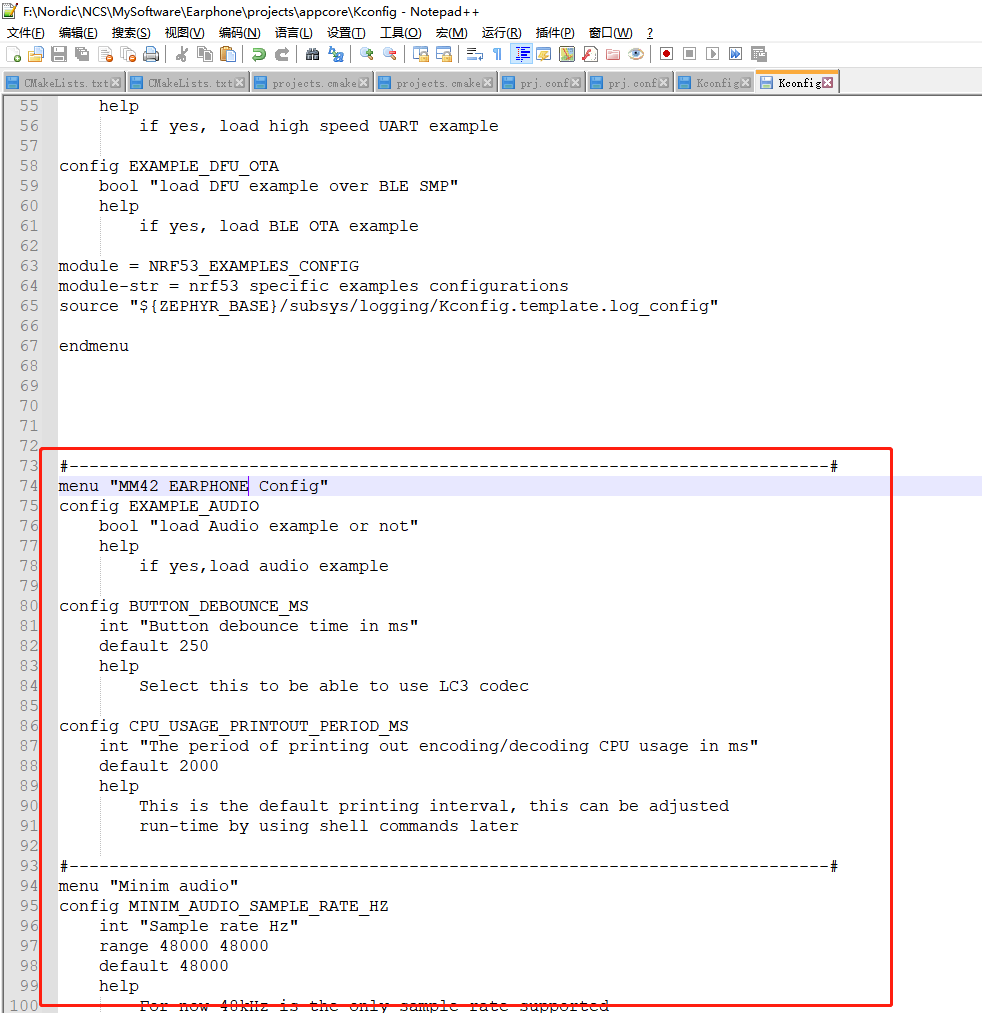 F:\Nordic\NCS\MySoftware\Earphone\projects\appcore\Kconfig - Notepad++
文件(F) 编辑(E) 搜索(S) 视图(V) 编码(N) 语言(L) 设置(T) 工具(O) 宏(M) 运行(R) 插件(P) 窗口(W) ?
CMakeLists.txt CMakeLists.txt projects.cmake projects.cmake prj.conf prj.conf Kconfig Kconfig
55 help
56 if yes, load high speed UART example
57
58 config EXAMPLE_DFU_OTA
59 bool "load DFU example over BLE SMP"
60 help
61 if yes, load BLE OTA example
62
63 module = NRF53_EXAMPLES_CONFIG
64 module-str = nrf53 specific examples configurations
65 source "${ZEPHYR_BASE}/subsys/logging/Kconfig.template.log_config"
66
67 endmenu
68
69
70
71
72
73 #----------------------------------------------------------------------------#
74 menu "MM42 EARPHONE Config"
75 config EXAMPLE_AUDIO
76 bool "load Audio example or not"
77 help
78 if yes,load audio example
79
80 config BUTTON_DEBOUNCE_MS
81 int "Button debounce time in ms"
82 default 250
83 help
84 Select this to be able to use LC3 codec
85
86 config CPU_USAGE_PRINTOUT_PERIOD_MS
87 int "The period of printing out encoding/decoding CPU usage in ms"
88 default 2000
89 help
90 This is the default printing interval, this can be adjusted
91 run-time by using shell commands later
92
93 #----------------------------------------------------------------------------#
94 menu "Minim audio"
95 config MINIM_AUDIO_SAMPLE_RATE_HZ
96 int "Sample rate Hz"
97 range 48000 48000
98 default 48000
99 help
100 For now 48kHz is the only sample rate supported